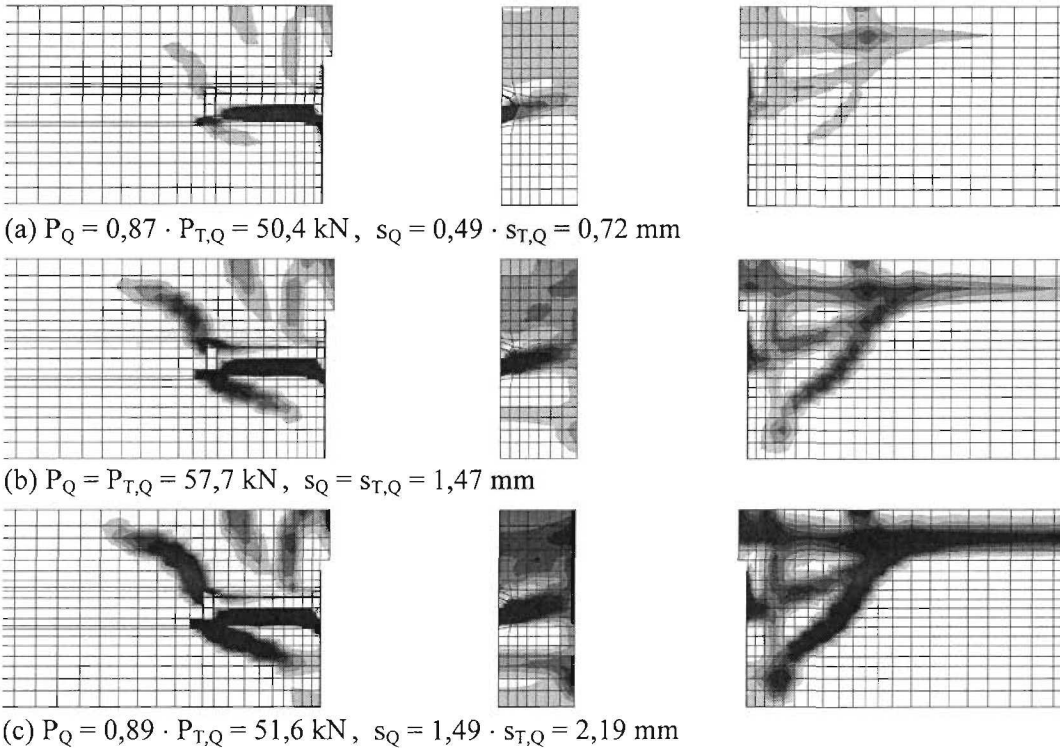 (a) P_Q = 0,87 · P_T,Q = 50,4 kN, s_Q = 0,49 · s_T,Q = 0,72 mm
(b) P_Q = P_T,Q = 57,7 kN, s_Q = s_T,Q = 1,47 mm
(c) P_Q = 0,89 · P_T,Q = 51,6 kN, s_Q = 1,49 · s_T,Q = 2,19 mm